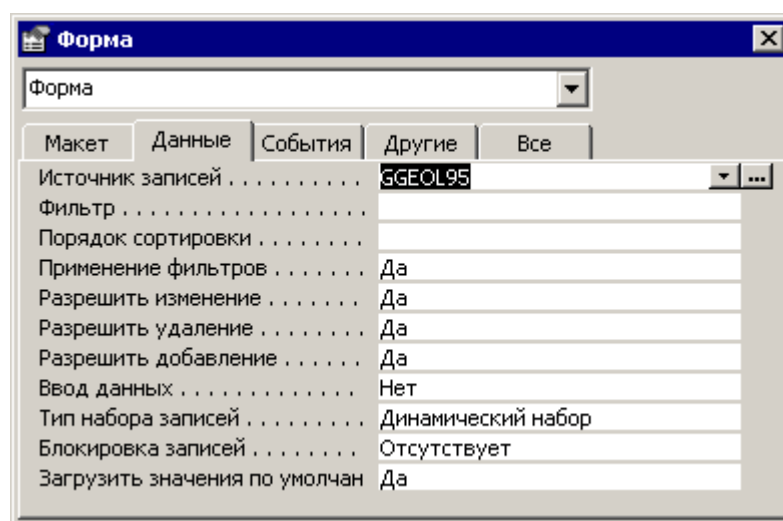 Форма
Форма
Макет Данные События Другие Все
Источник записей . . . . . . . . . . GGEOL95 ...
Фильтр . . . . . . . . . . . . . . . . . .
Порядок сортировки . . . . . . . .
Применение фильтров . . . . . . . Да
Разрешить изменение . . . . . . . Да
Разрешить удаление . . . . . . . . Да
Разрешить добавление . . . . . . Да
Ввод данных . . . . . . . . . . . . . Нет
Тип набора записей . . . . . . . . . Динамический набор
Блокировка записей . . . . . . . . Отсутствует
Загрузить значения по умолчан Да